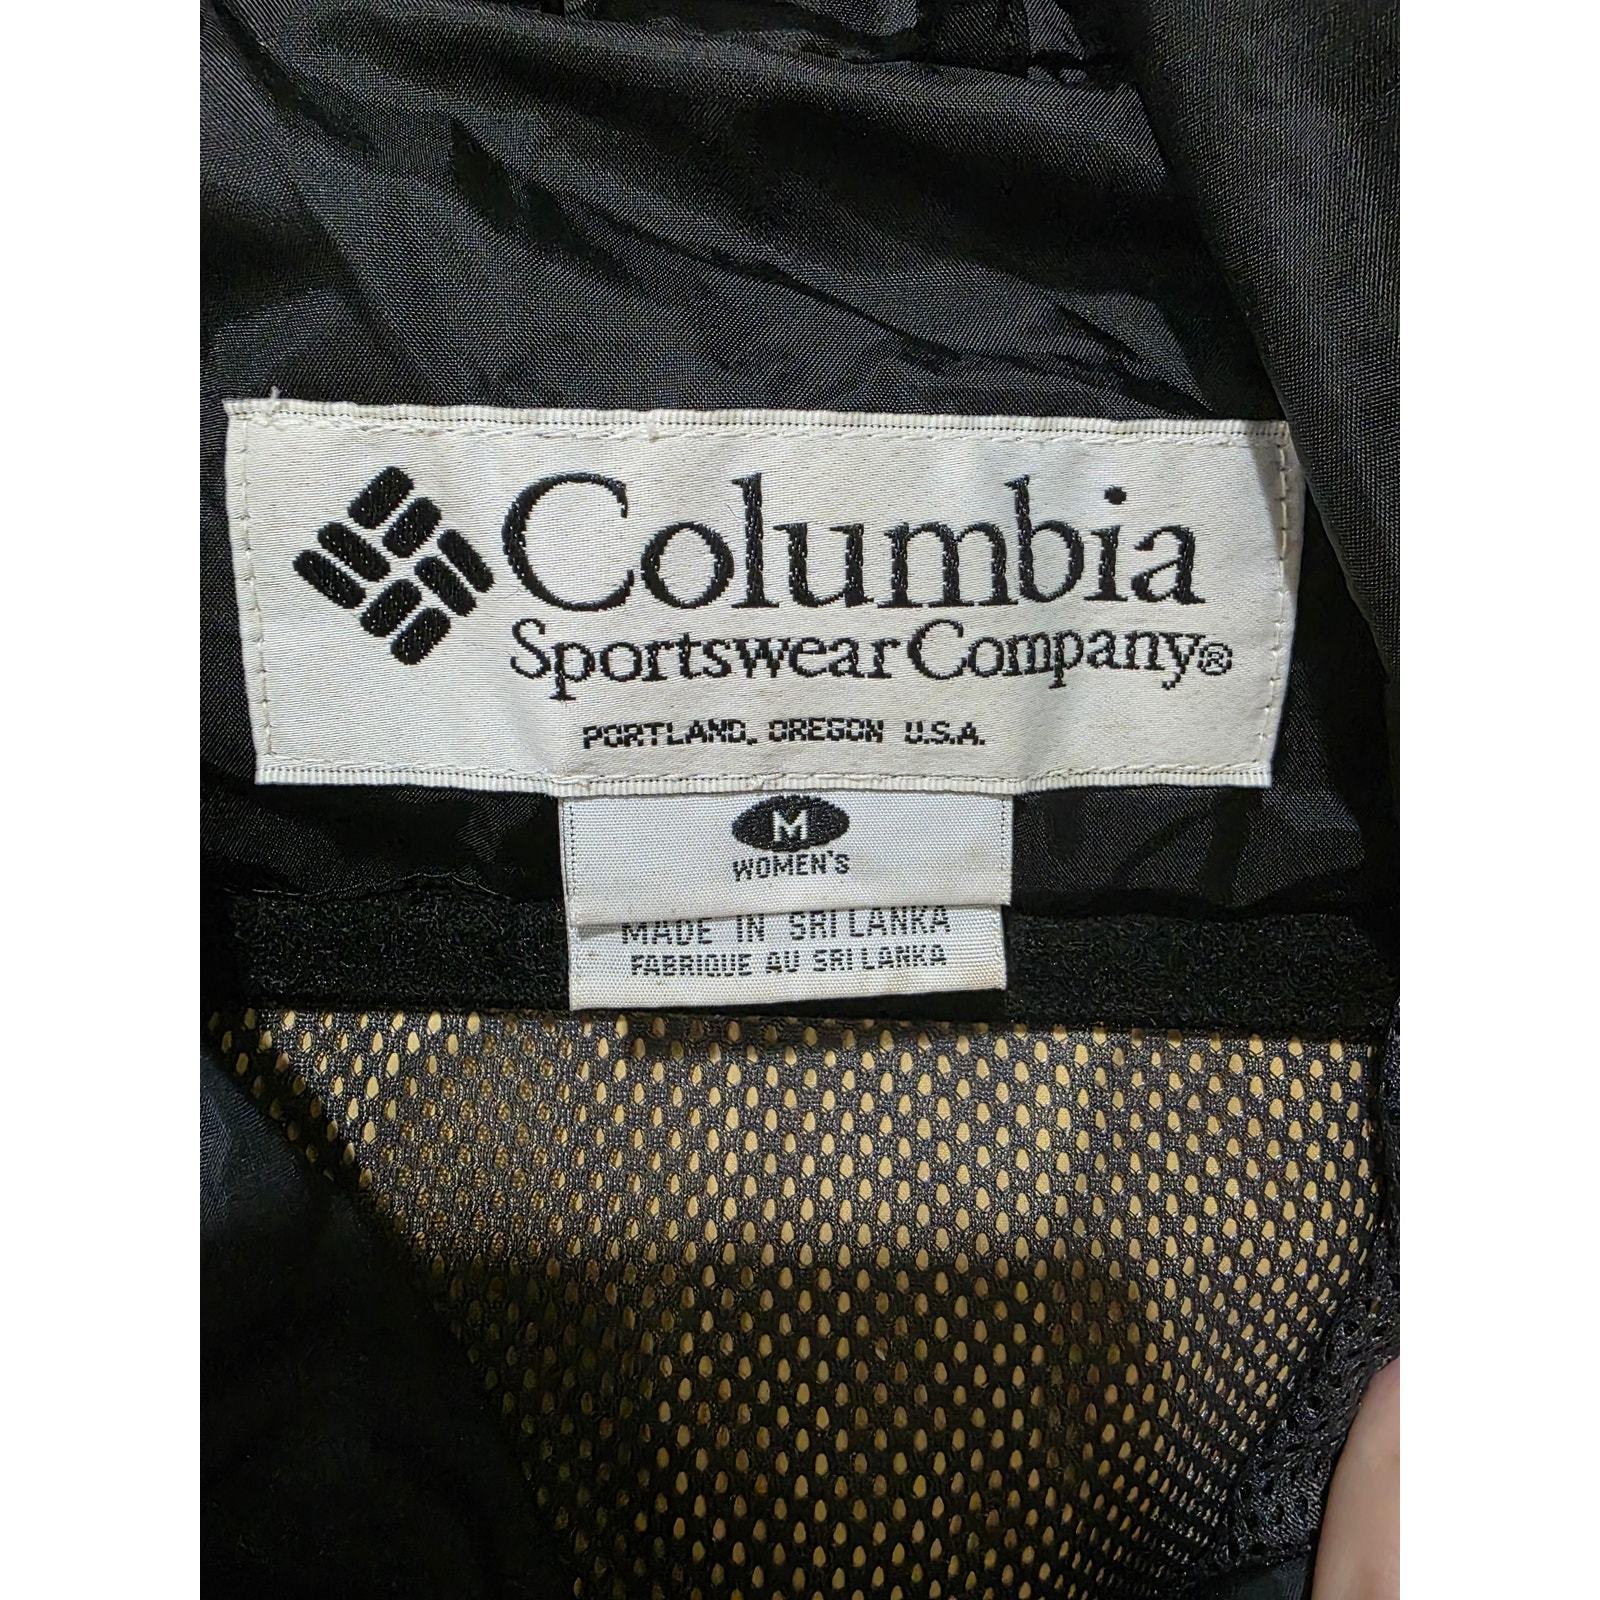 Columbia
Sportswear Company®
PORTLAND, OREGON U.S.A.
M
WOMEN'S
MADE IN SRI LANKA
FABRIQUE AU SRI LANKA